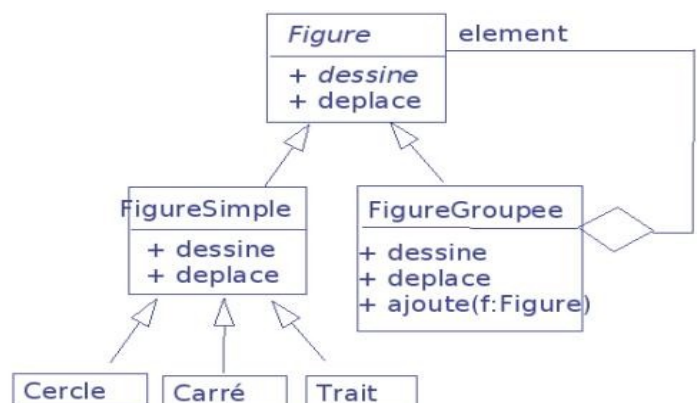 Figure
element
+ dessine
+ deplace
FigureSimple
+ dessine
+ deplace
FigureGroupee
+ dessine
+ deplace
+ ajoute(f:Figure)
Cercle
Carré
Trait